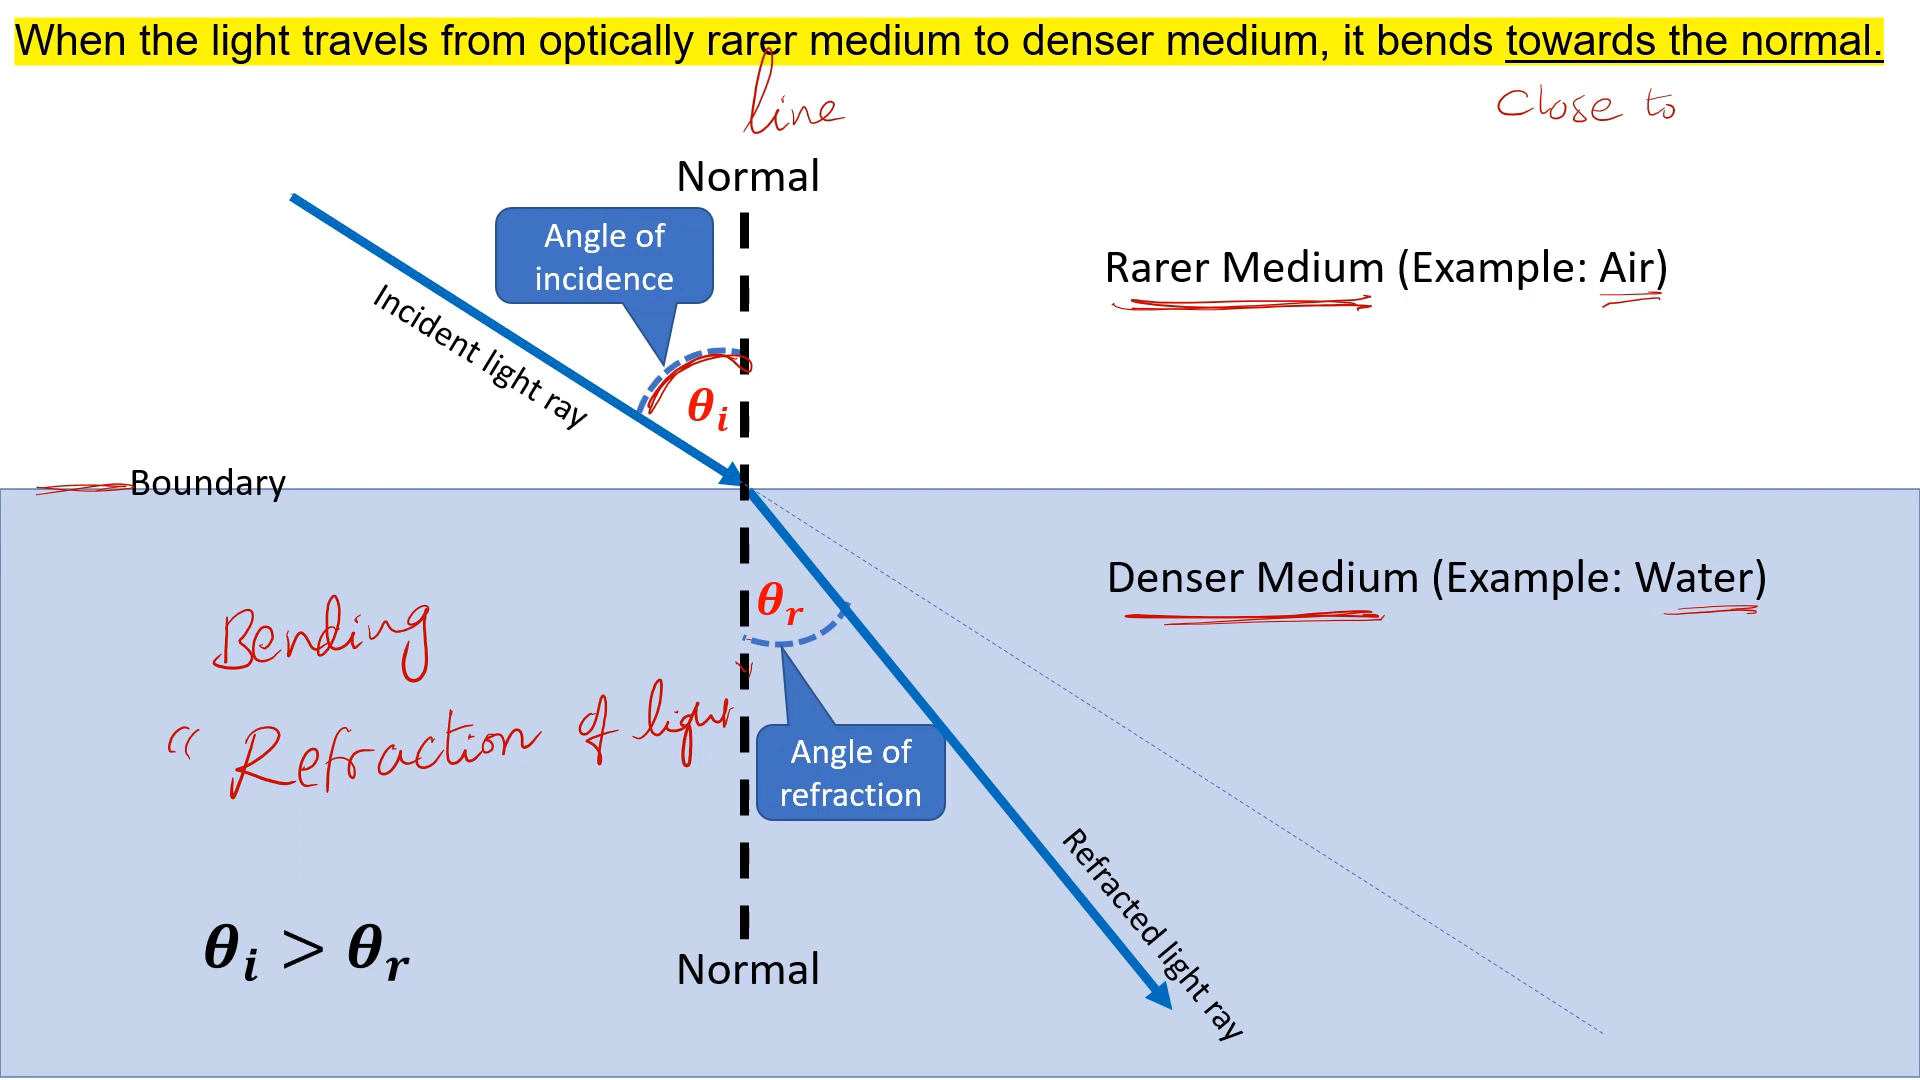 When the light travels from optically rarer medium to denser medium, it bends towards the normal.
line
Close to
Normal
Angle of
incidence
Rarer Medium (Example: Air)
Incident light ray
θi
Boundary
Denser Medium (Example: Water)
θr
Bending
“ Refraction of light
Angle of
refraction
Refracted light ray
θi > θr
Normal